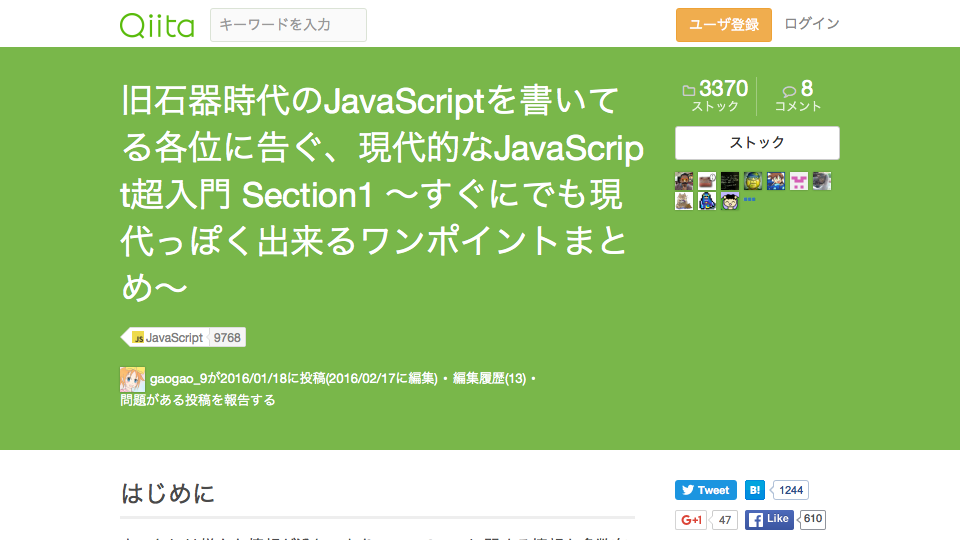 Qiita
キーワードを入力
ユーザ登録
ログイン
旧石器時代のJavaScriptを書いて
る各位に告ぐ、現代的なJavaScrip
t超入門 Section1 〜すぐにでも現
代っぽく出来るワンポイントまと
め〜
JS JavaScript 9768
gaogao_9が2016/01/18に投稿(2016/02/17に編集)・編集履歴(13)・
問題がある投稿を報告する
3370
ストック
8
コメント
ストック
はじめに
Tweet
B! 1244
G+1 47
Like 610